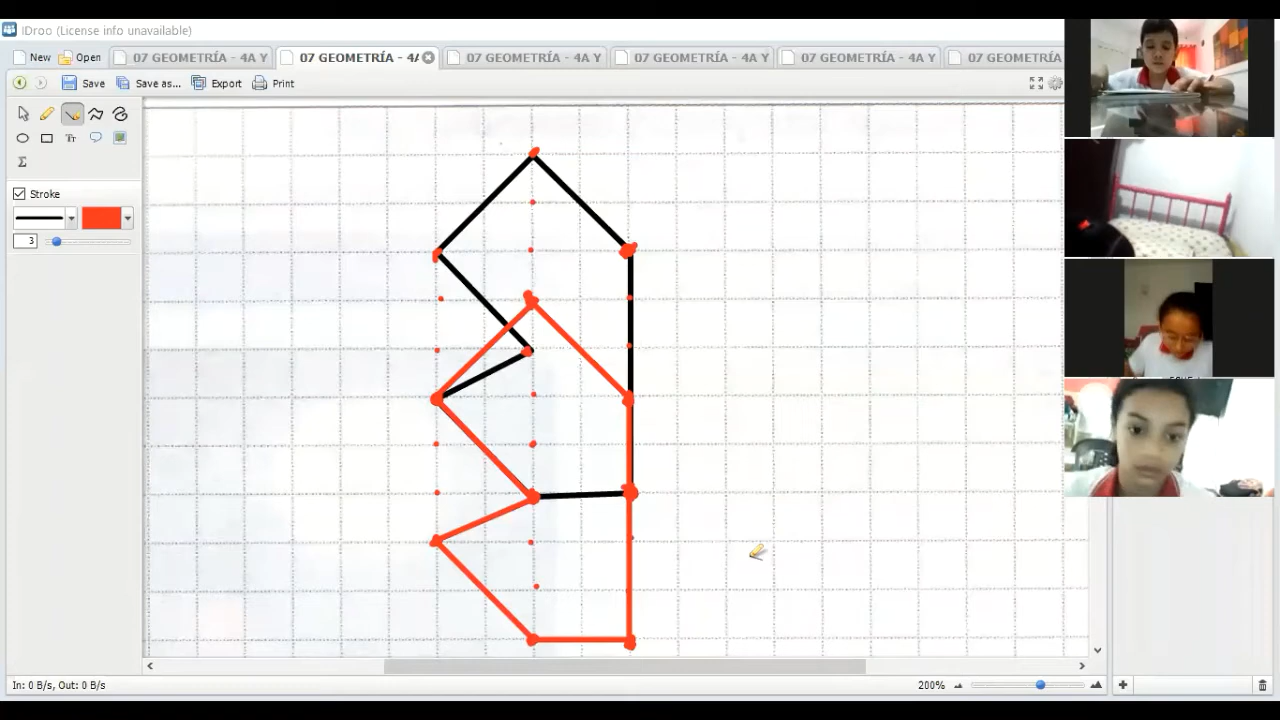 IDroo (License info unavailable)
New Open 07 GEOMETRÍA - 4A Y 07 GEOMETRÍA - 4A 07 GEOMETRÍA - 4A Y 07 GEOMETRÍA - 4A Y 07 GEOMETRÍA - 4A Y 07 GEOMETRÍA
Save Save as... Export Print
Tr
Σ
Stroke
3
In: 0 B/s, Out: 0 B/s 200%